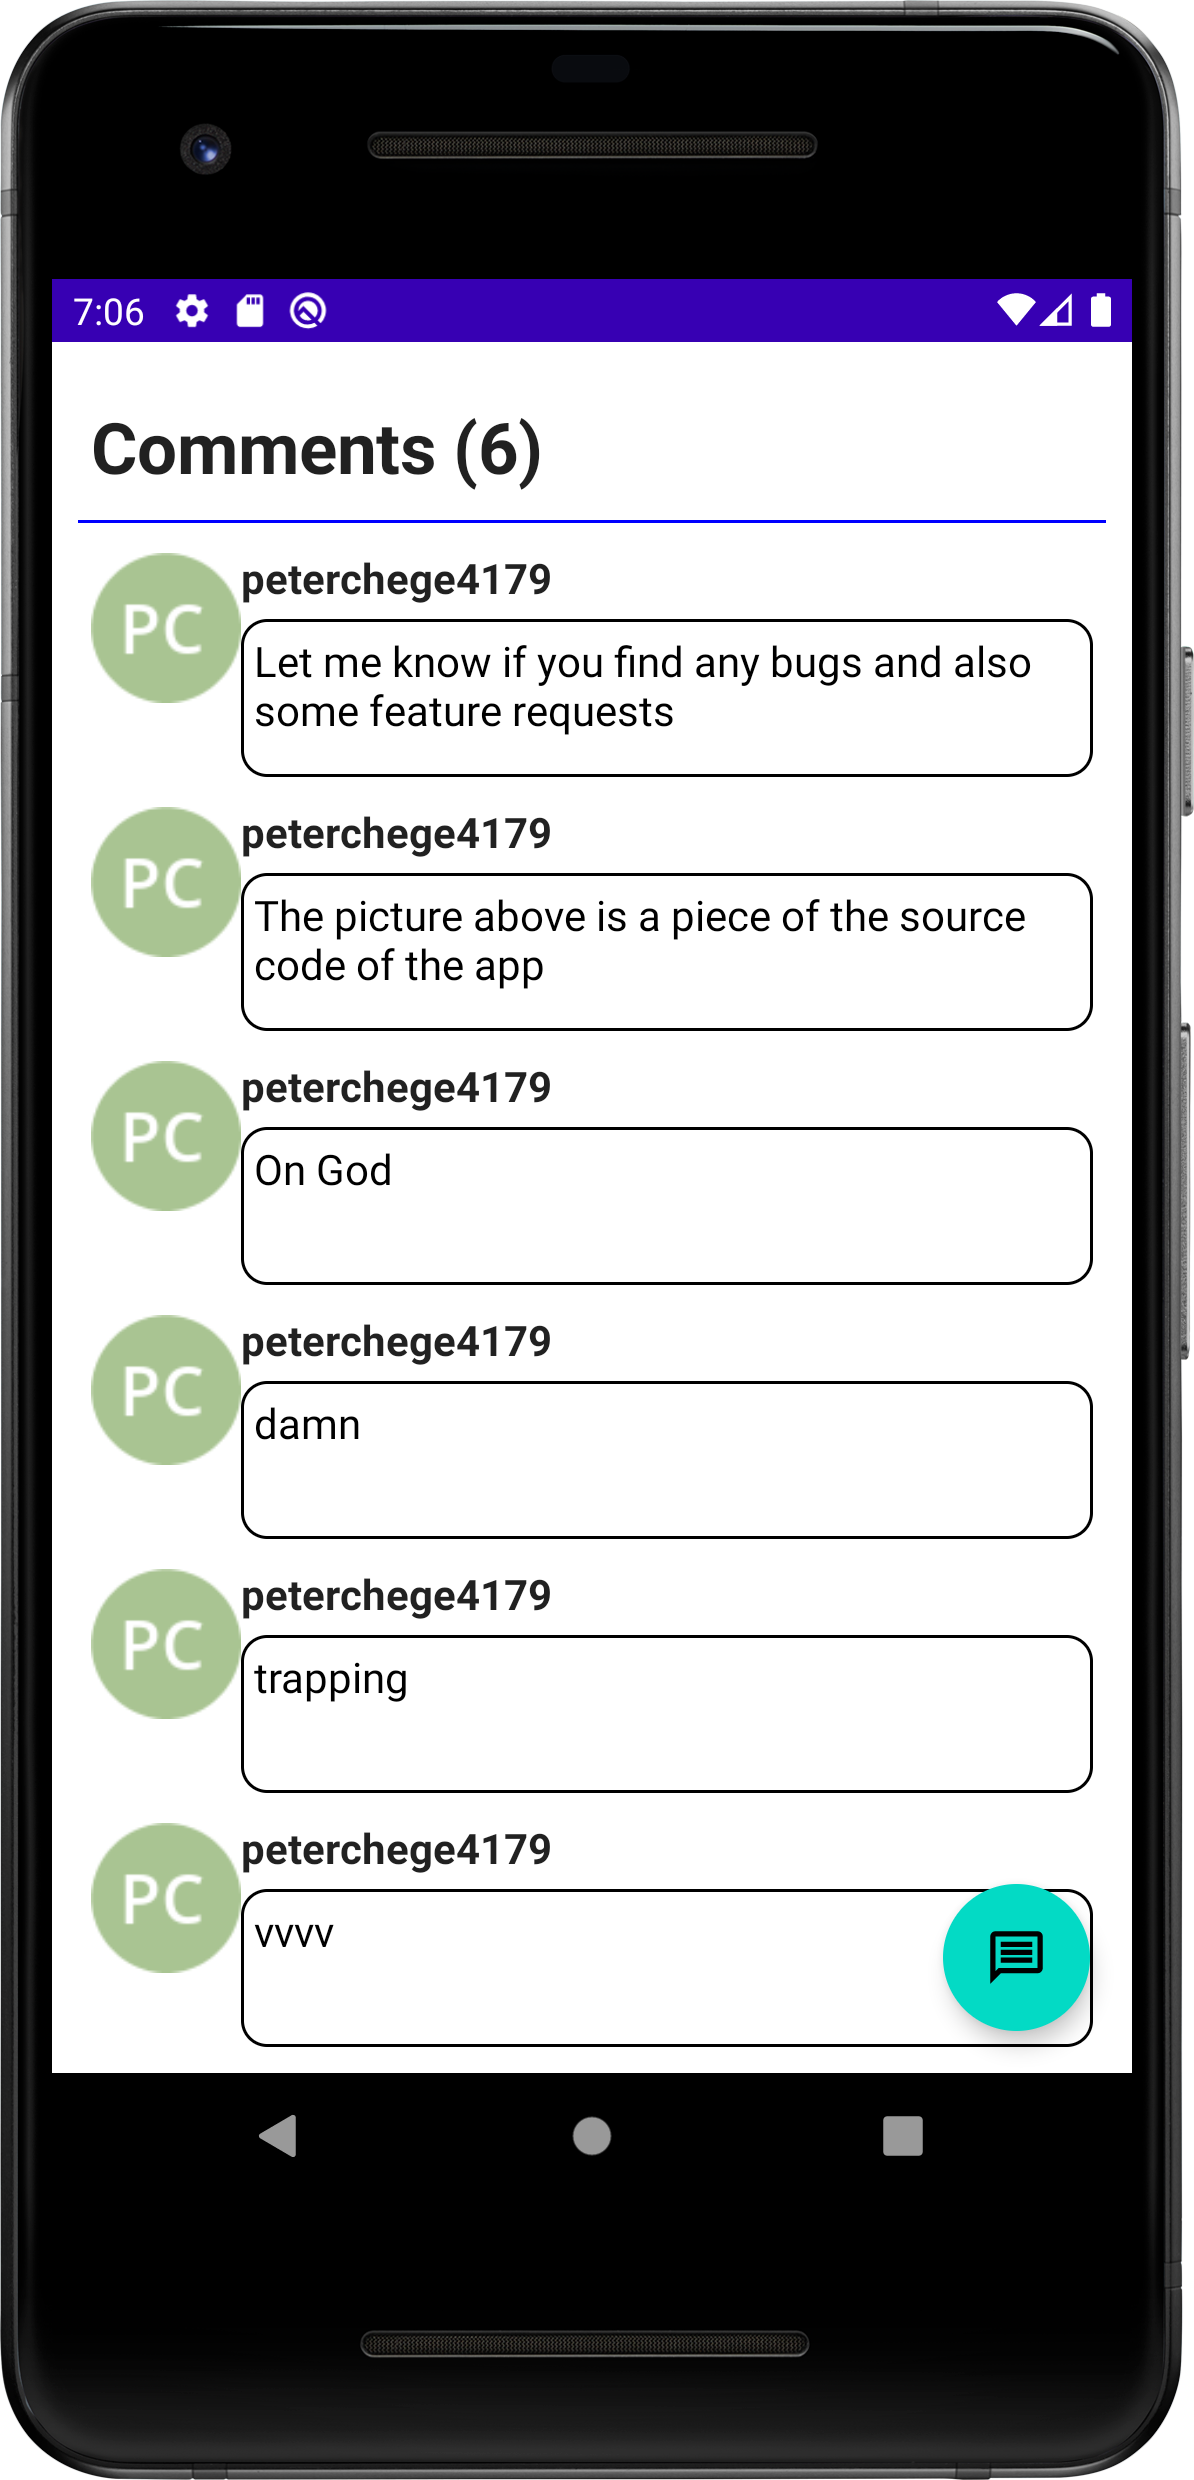 7:06
Comments (6)
PC
peterchege4179
Let me know if you find any bugs and also
some feature requests
PC
peterchege4179
The picture above is a piece of the source
code of the app
PC
peterchege4179
On God
PC
peterchege4179
damn
PC
peterchege4179
trapping
PC
peterchege4179
vvvv